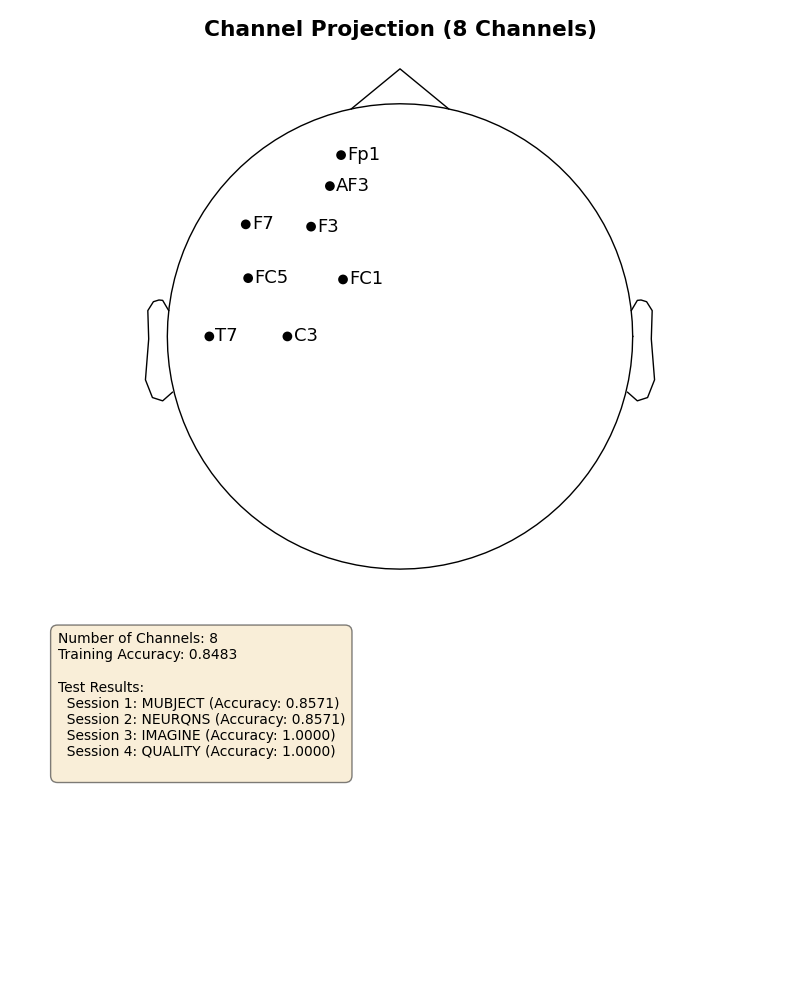 Channel Projection (8 Channels)
Fp1
AF3
F7 F3
FC5 FC1
T7 C3
Number of Channels: 8
Training Accuracy: 0.8483
Test Results:
Session 1: MUBJECT (Accuracy: 0.8571)
Session 2: NEURQNS (Accuracy: 0.8571)
Session 3: IMAGINE (Accuracy: 1.0000)
Session 4: QUALITY (Accuracy: 1.0000)